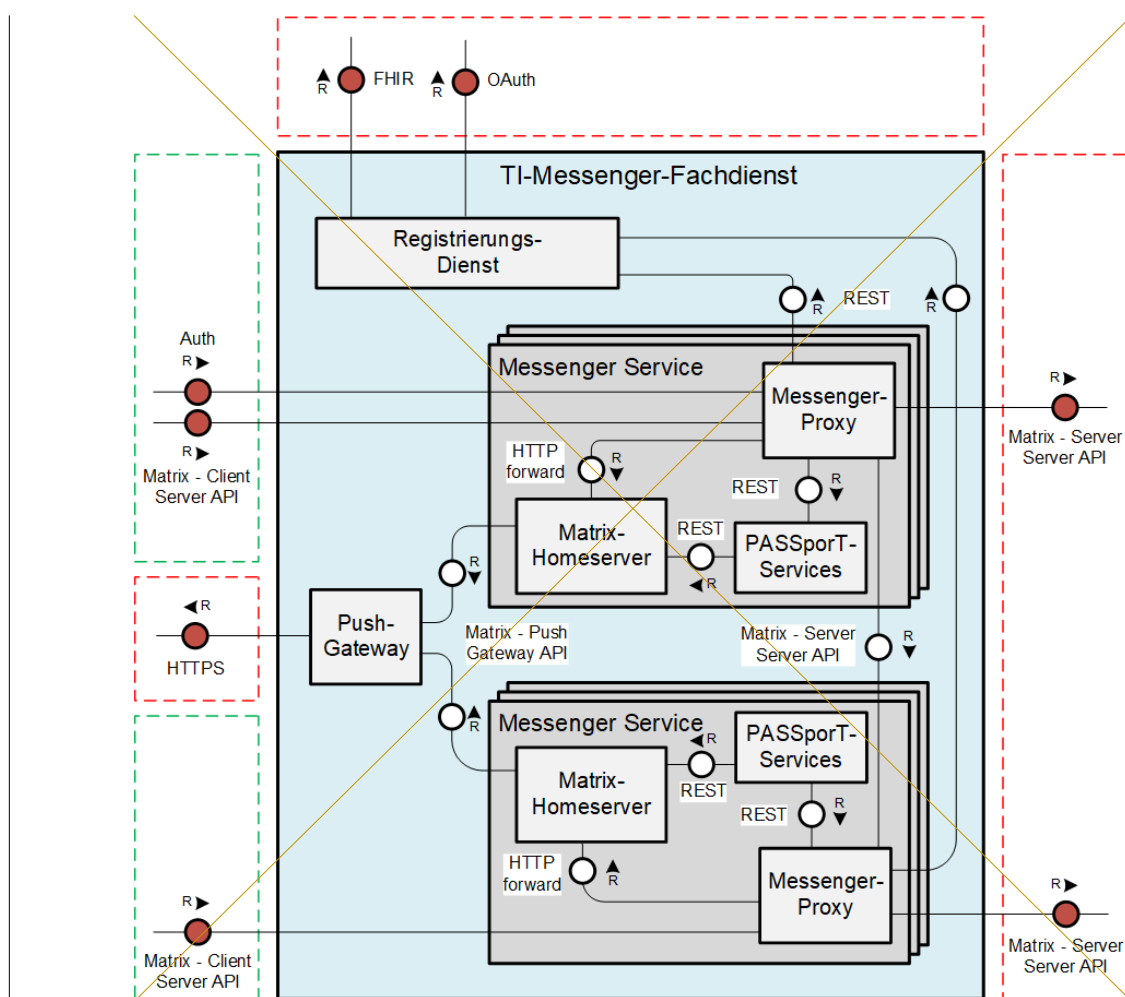 FHIR
R
OAuth
R
TI-Messenger-Fachdienst
Registrierungs-
Dienst
REST
R
R
Auth
R
Messenger Service
Messenger-
Proxy
R
Matrix - Server
Server API
R
Matrix - Client
Server API
HTTP
forward
R
REST
R
Matrix-
Homeserver
REST
R
PASSporT-
Services
R
R
HTTPS
Push-
Gateway
Matrix - Push
Gateway API
Matrix - Server
Server API
R
R
Messenger Service
PASSporT-
Services
R
REST
Matrix-
Homeserver
REST
R
HTTP
forward
R
Messenger-
Proxy
R
Matrix - Client
Server API
R
Matrix - Server
Server API